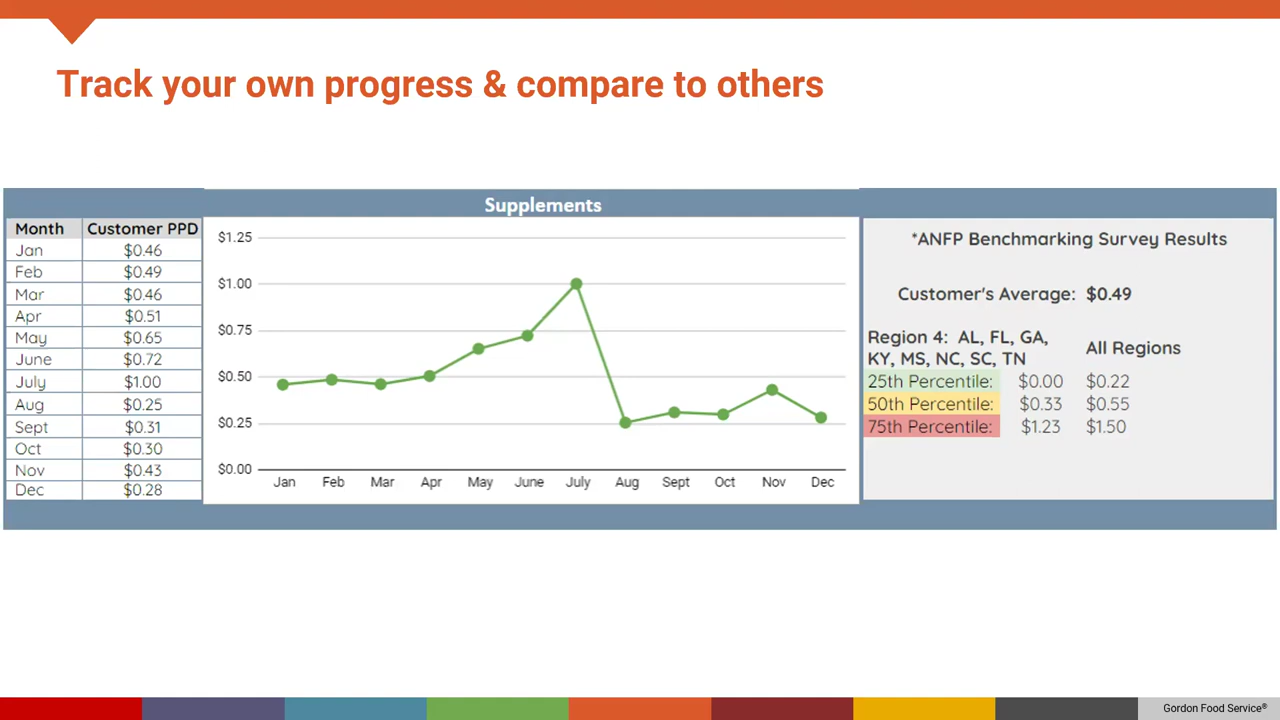 Track your own progress & compare to others
Supplements
Month Customer PPD
Jan $0.46
Feb $0.49
Mar $0.46
Apr $0.51
May $0.65
June $0.72
July $1.00
Aug $0.25
Sept $0.31
Oct $0.30
Nov $0.43
Dec $0.28
$1.25
$1.00
$0.75
$0.50
$0.25
$0.00
Jan Feb Mar Apr May June July Aug Sept Oct Nov Dec
*ANFP Benchmarking Survey Results
Customer's Average: $0.49
Region 4: AL, FL, GA,
KY, MS, NC, SC, TN
All Regions
25th Percentile: $0.00 $0.22
50th Percentile: $0.33 $0.55
75th Percentile: $1.23 $1.50
Gordon Food Service®